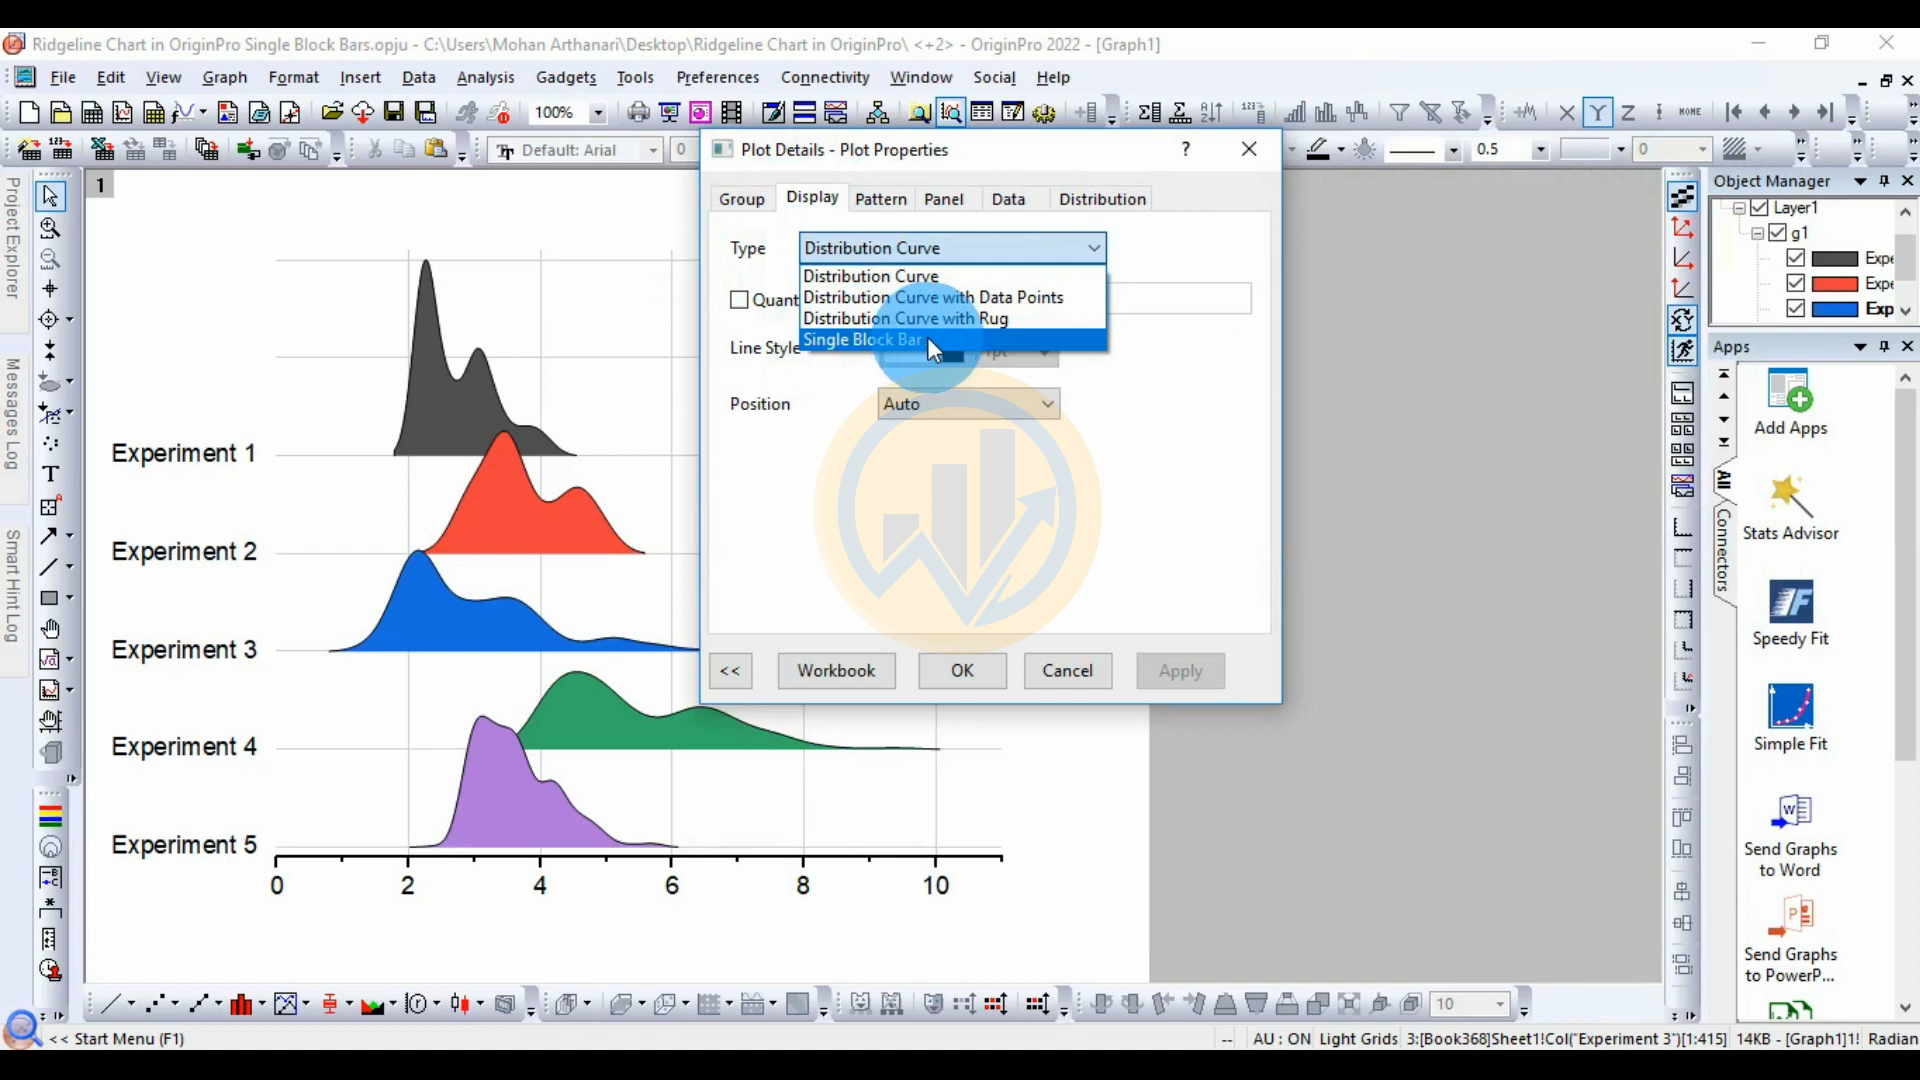 Ridgeline Chart in OriginPro Single Block Bars.opju - C:\Users\Mohan Arthanari\Desktop\Ridgeline Chart in OriginPro\ <+2> - OriginPro 2022 - [Graph1]
File Edit View Graph Format Insert Data Analysis Gadgets Tools Preferences Connectivity Window Social Help
100%
X Y Z HOME
Default: Arial 0
0.5 0
Plot Details - Plot Properties
Group Display Pattern Panel Data Distribution
Type Distribution Curve
Distribution Curve
Quant Distribution Curve with Data Points
Distribution Curve with Rug
Single Block Bar
Line Style
Position Auto
<< Workbook OK Cancel Apply
Project Explorer
Messages Log
Smart Hint Log
1
Experiment 1
Experiment 2
Experiment 3
Experiment 4
Experiment 5
0 2 4 6 8 10
Object Manager
Layer1
g1
Expe
Expe
Exp
Apps
All
Connectors
Add Apps
Stats Advisor
Speedy Fit
Simple Fit
Send Graphs
to Word
Send Graphs
to PowerP...
10
<< Start Menu (F1)
-- AU : ON Light Grids 3:[Book368]Sheet1!Col("Experiment 3")[1:415] 14KB - [Graph1]1! Radian